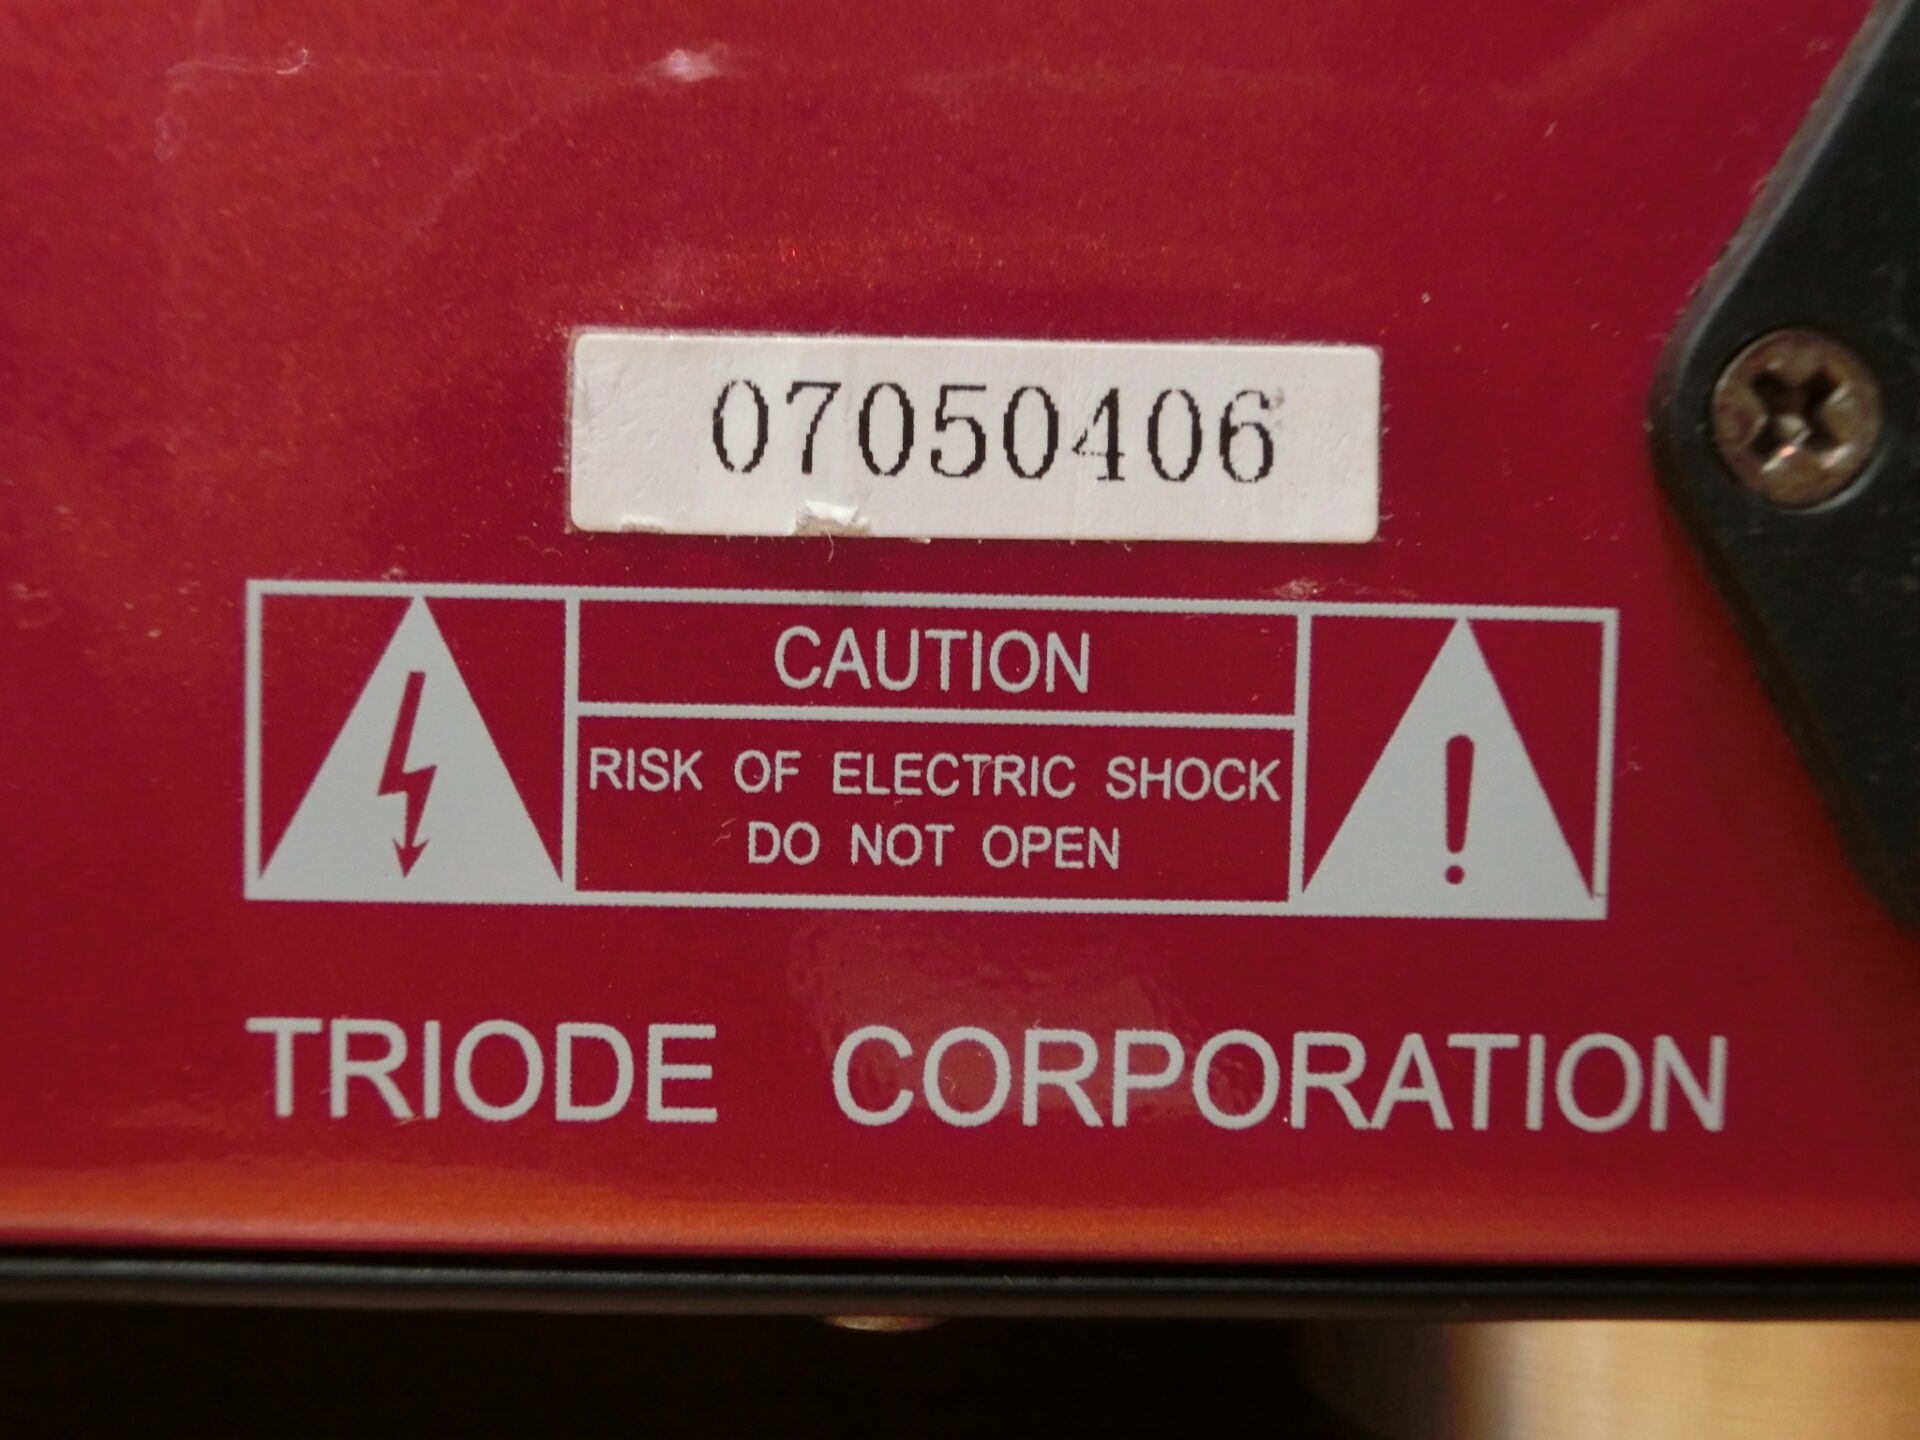 07050406
CAUTION
RISK OF ELECTRIC SHOCK
DO NOT OPEN
TRIODE CORPORATION